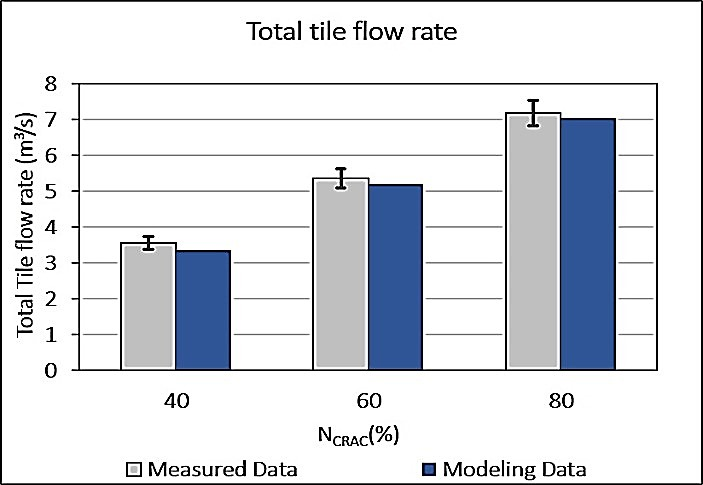 Total tile flow rate
Total Tile flow rate (m³/s)
8
7
6
5
4
3
2
1
0
40 60 80
NCRAC(%)
Measured Data Modeling Data